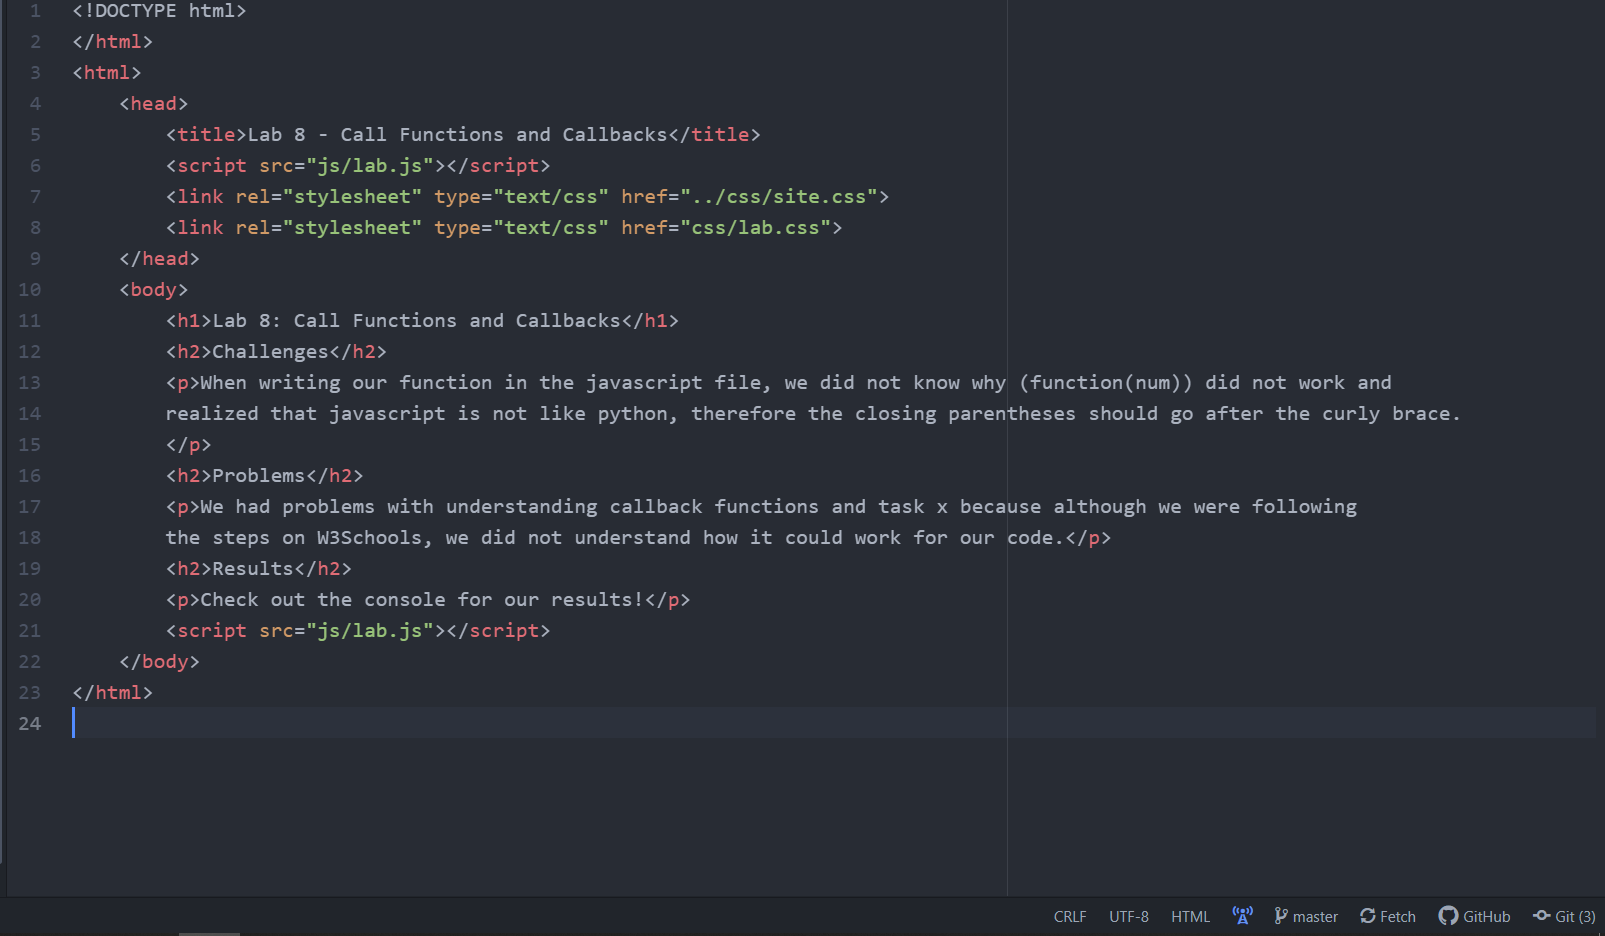 1 <!DOCTYPE html>
2 </html>
3 <html>
4     <head>
5         <title>Lab 8 - Call Functions and Callbacks</title>
6         <script src="js/lab.js"></script>
7         <link rel="stylesheet" type="text/css" href="../css/site.css">
8         <link rel="stylesheet" type="text/css" href="css/lab.css">
9     </head>
10     <body>
11         <h1>Lab 8: Call Functions and Callbacks</h1>
12         <h2>Challenges</h2>
13         <p>When writing our function in the javascript file, we did not know why (function(num)) did not work and
14         realized that javascript is not like python, therefore the closing parentheses should go after the curly brace.
15         </p>
16         <h2>Problems</h2>
17         <p>We had problems with understanding callback functions and task x because although we were following
18         the steps on W3Schools, we did not understand how it could work for our code.</p>
19         <h2>Results</h2>
20         <p>Check out the console for our results!</p>
21         <script src="js/lab.js"></script>
22     </body>
23 </html>
24
CRLF UTF-8 HTML master Fetch GitHub Git (3)